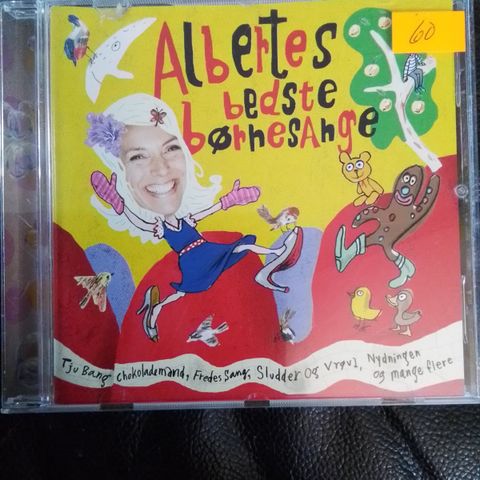 60
Albertes
bedste
børnesange
Tju Bang Chokolademand, Fredes Sang, Sludder og Vrøvl, Nydningen
og mange flere